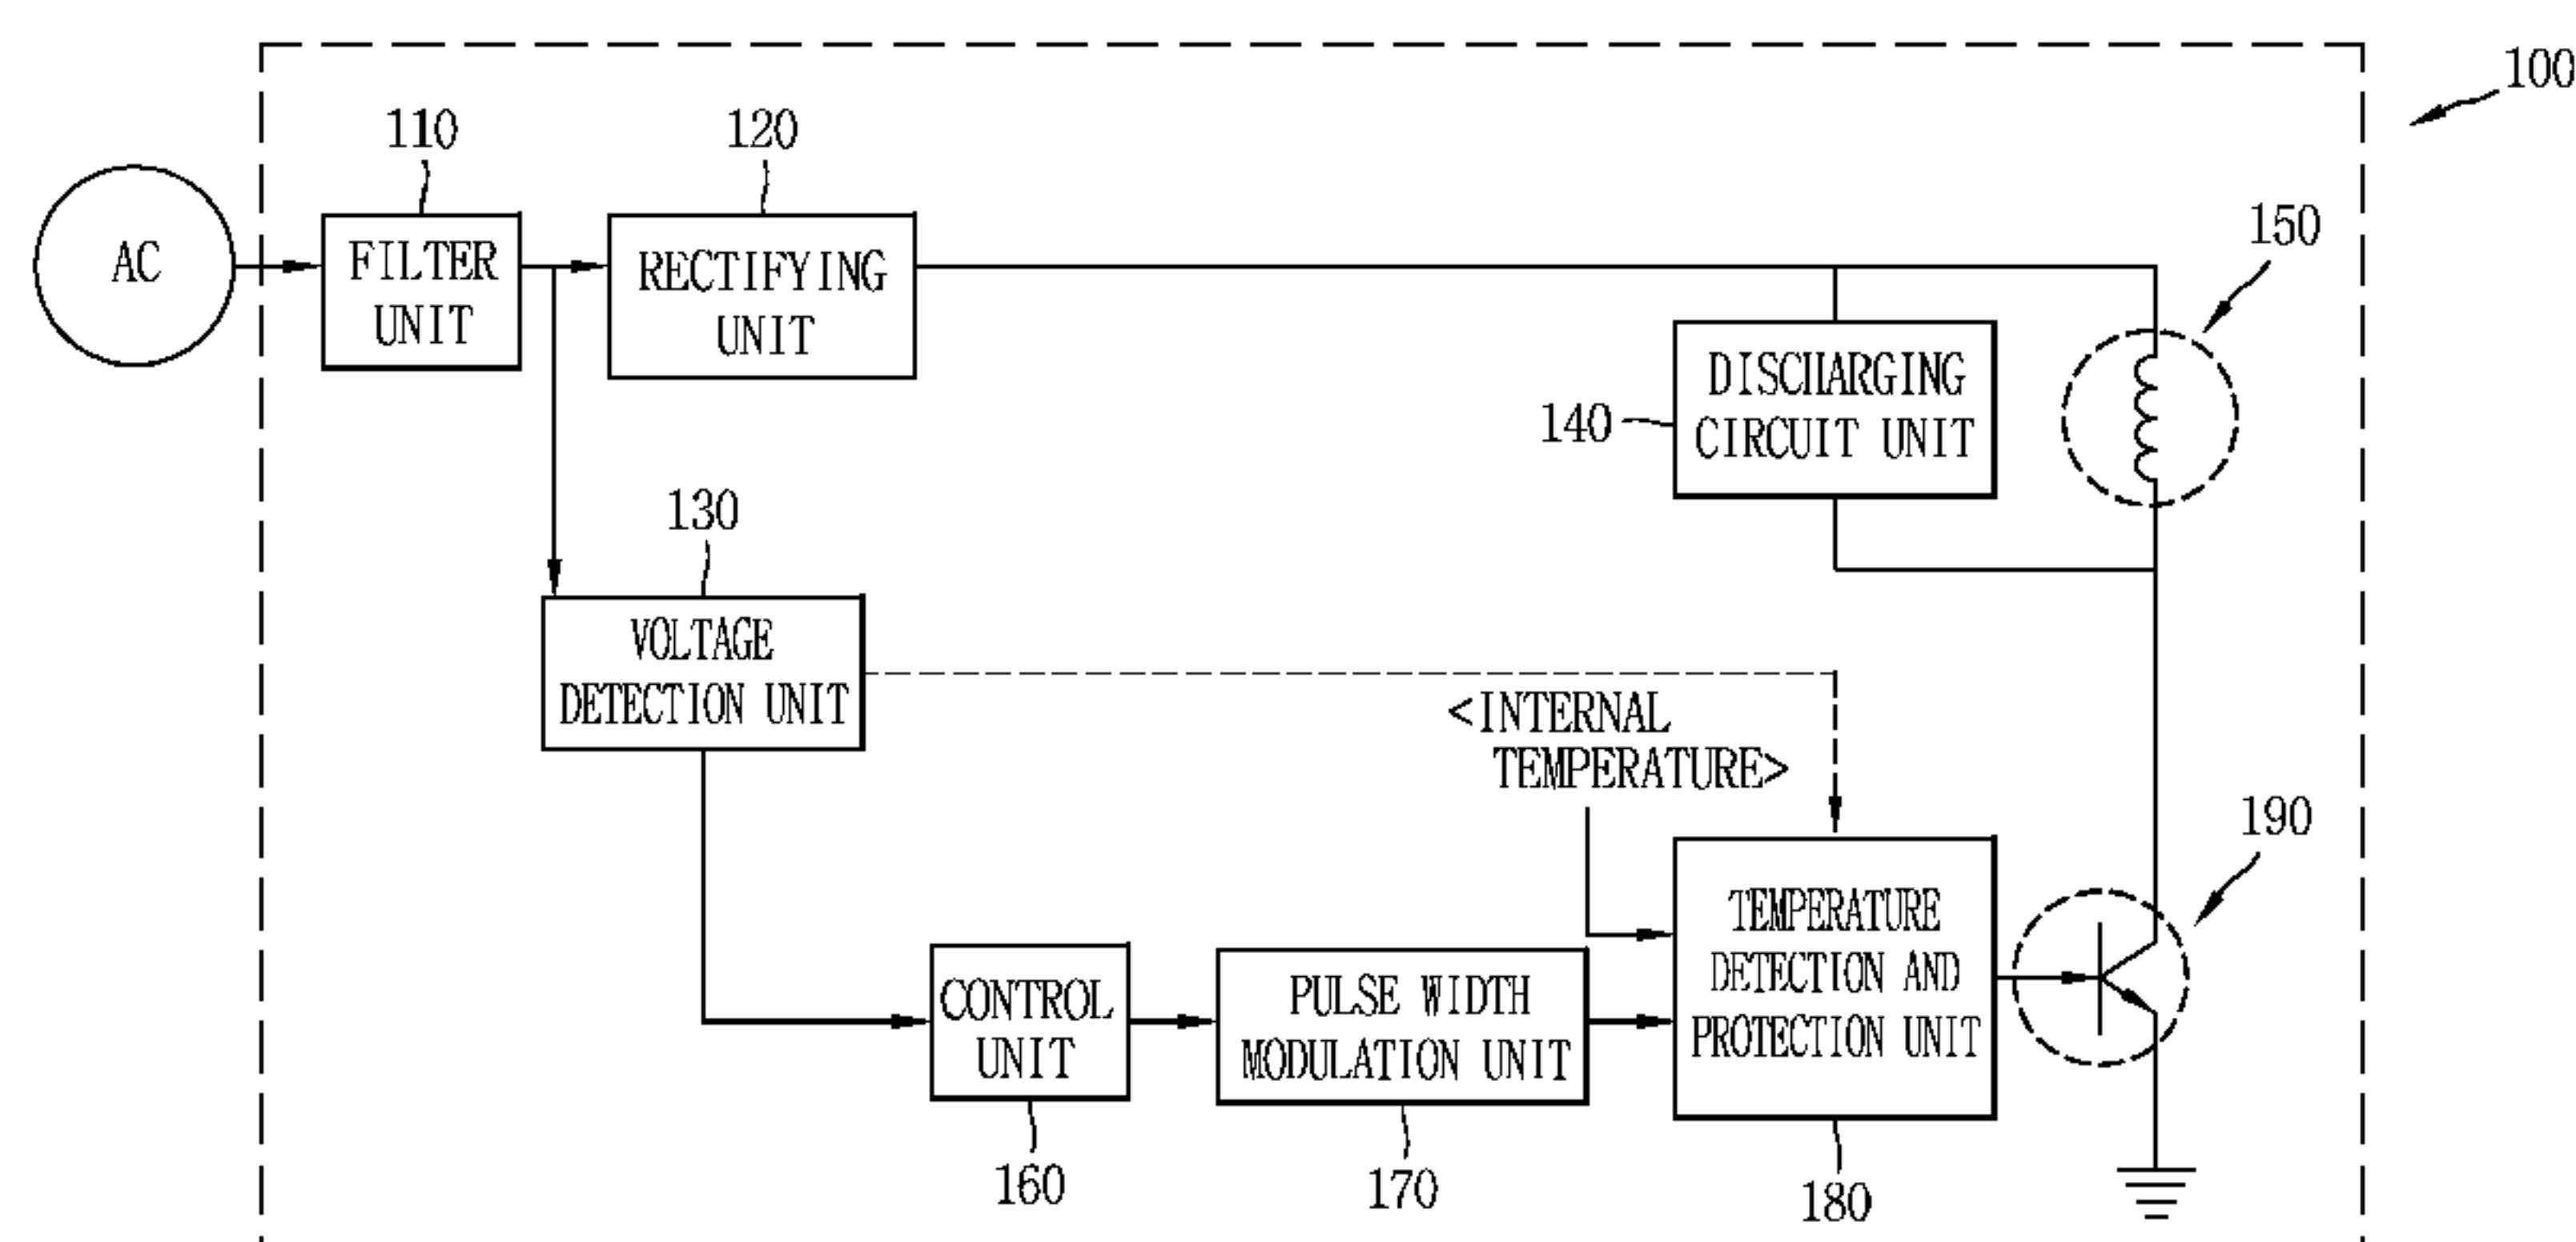 100
110
120
AC
FILTER
UNIT
RECTIFYING
UNIT
150
DISCHARGING
CIRCUIT UNIT
140
130
VOLTAGE
DETECTION UNIT
<INTERNAL
TEMPERATURE>
190
TEMPERATURE
DETECTION AND
PROTECTION UNIT
CONTROL
UNIT
PULSE WIDTH
MODULATION UNIT
160
170
180